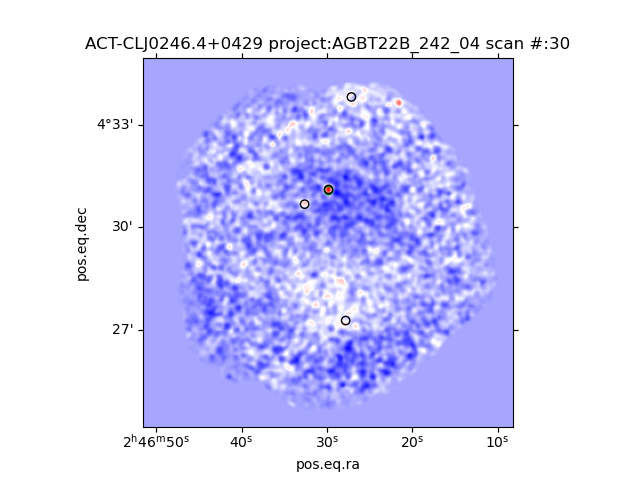 ACT-CLJ0246.4+0429 project:AGBT22B_242_04 scan #:30
4°33'
30'
27'
pos.eq.dec
2h46m50s 40s 30s 20s 10s
pos.eq.ra